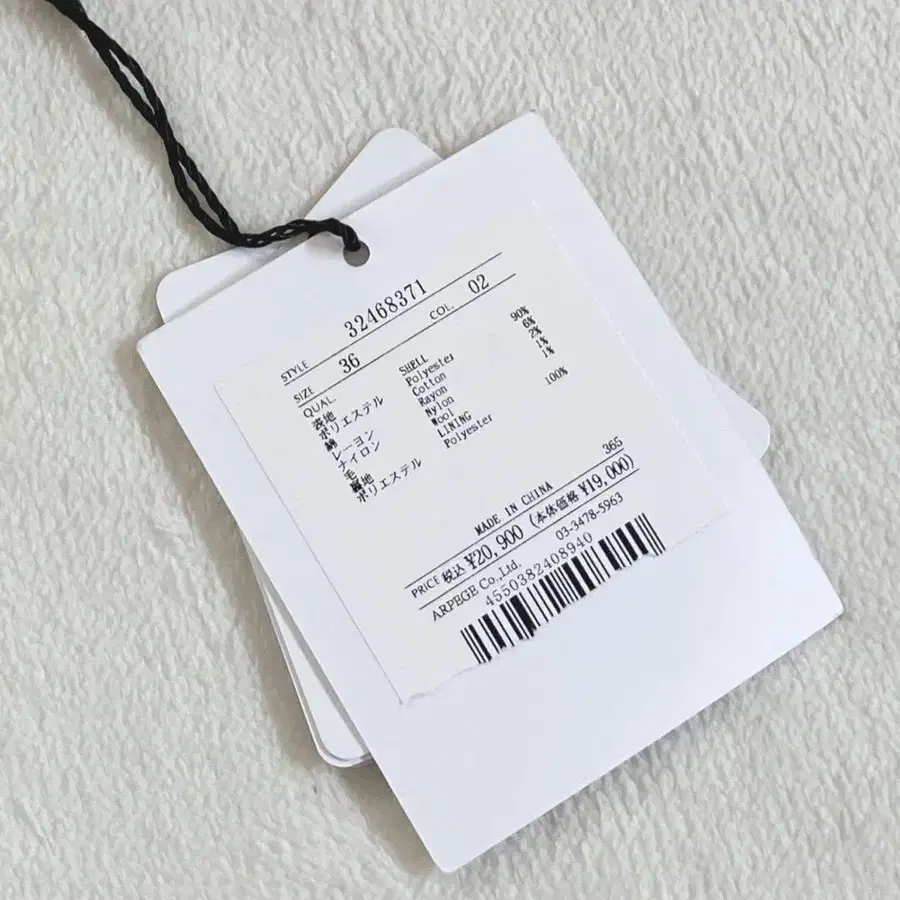 STYLE 32468371
SIZE 36 COL. 02
QUAL.
表地 SHELL
ポリエステル Polyester 90%
綿 Cotton 6%
レーヨン Rayon 2%
ナイロン Nylon 1%
毛 Wool 1%
裏地 LINING
ポリエステル Polyester 100%
365
MADE IN CHINA
PRICE 税込 ¥20,900 (本体価格 ¥19,000)
ARPEGE Co.,Ltd. 03-3478-5963
4550382408940